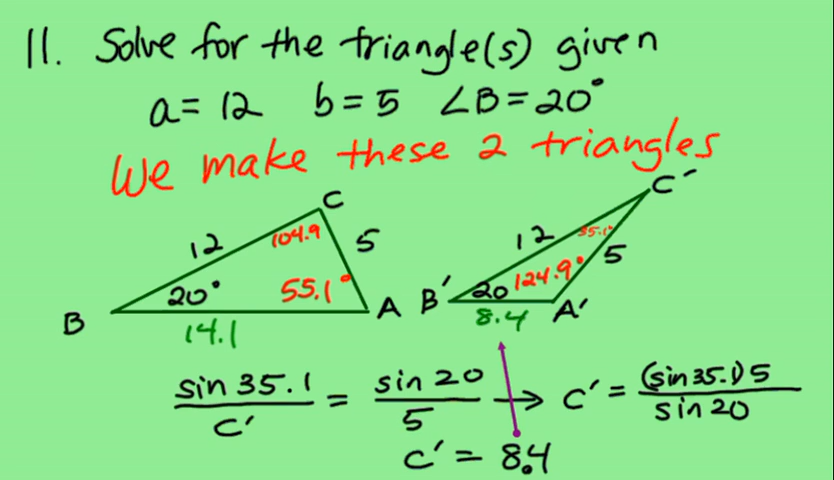 11. Solve for the triangle(s) given
a = 12 b = 5 ∠B = 20°
We make these 2 triangles
C C´
12 104.9 5 12 35.1° 5
B 20° 55.1° A B´ 20 124.9° A´
14.1 8.4
sin 35.1 / C´ = sin 20 / 5 → C´ = (sin 35.1) 5 / sin 20
C´ = 8.4